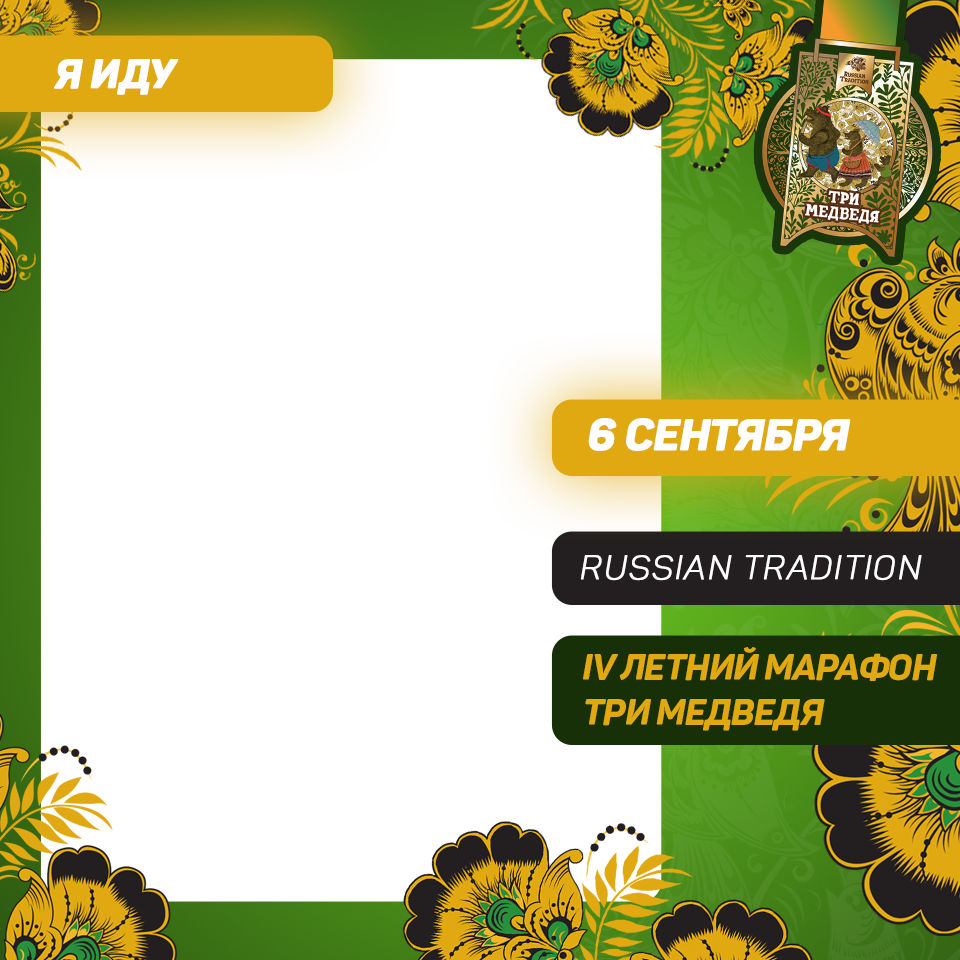 Я ИДУ
RUSSIAN
TRADITION
ТРИ
МЕДВЕДЯ
6 СЕНТЯБРЯ
RUSSIAN TRADITION
IV ЛЕТНИЙ МАРАФОН
ТРИ МЕДВЕДЯ